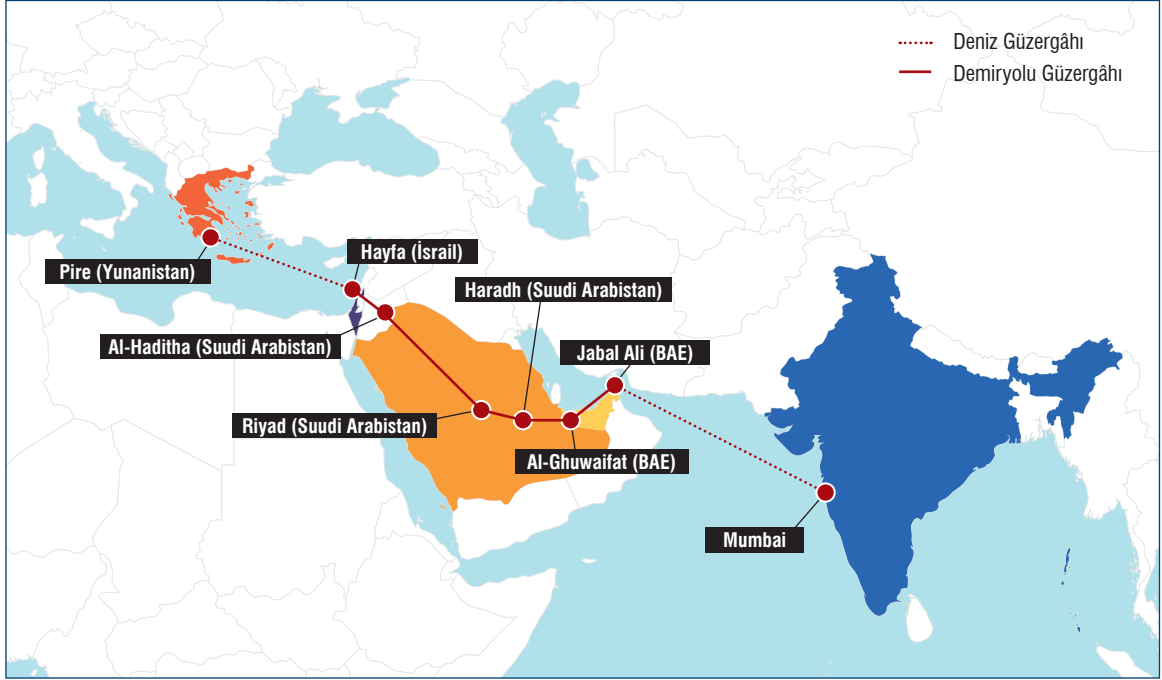 Deniz Güzergâhı
Demiryolu Güzergâhı
Hayfa (İsrail)
Pire (Yunanistan)
Haradh (Suudi Arabistan)
Al-Haditha (Suudi Arabistan)
Jabal Ali (BAE)
Riyad (Suudi Arabistan)
Al-Ghuwaifat (BAE)
Mumbai